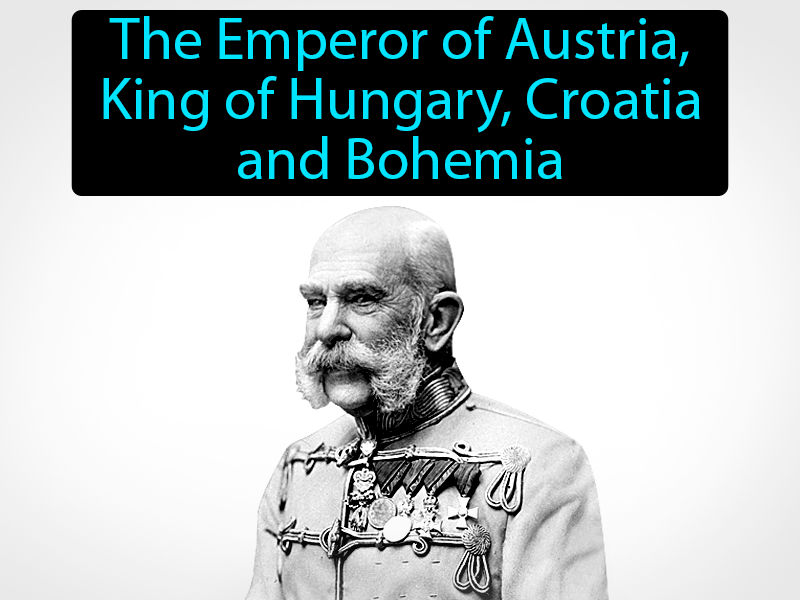 The Emperor of Austria,
King of Hungary, Croatia
and Bohemia